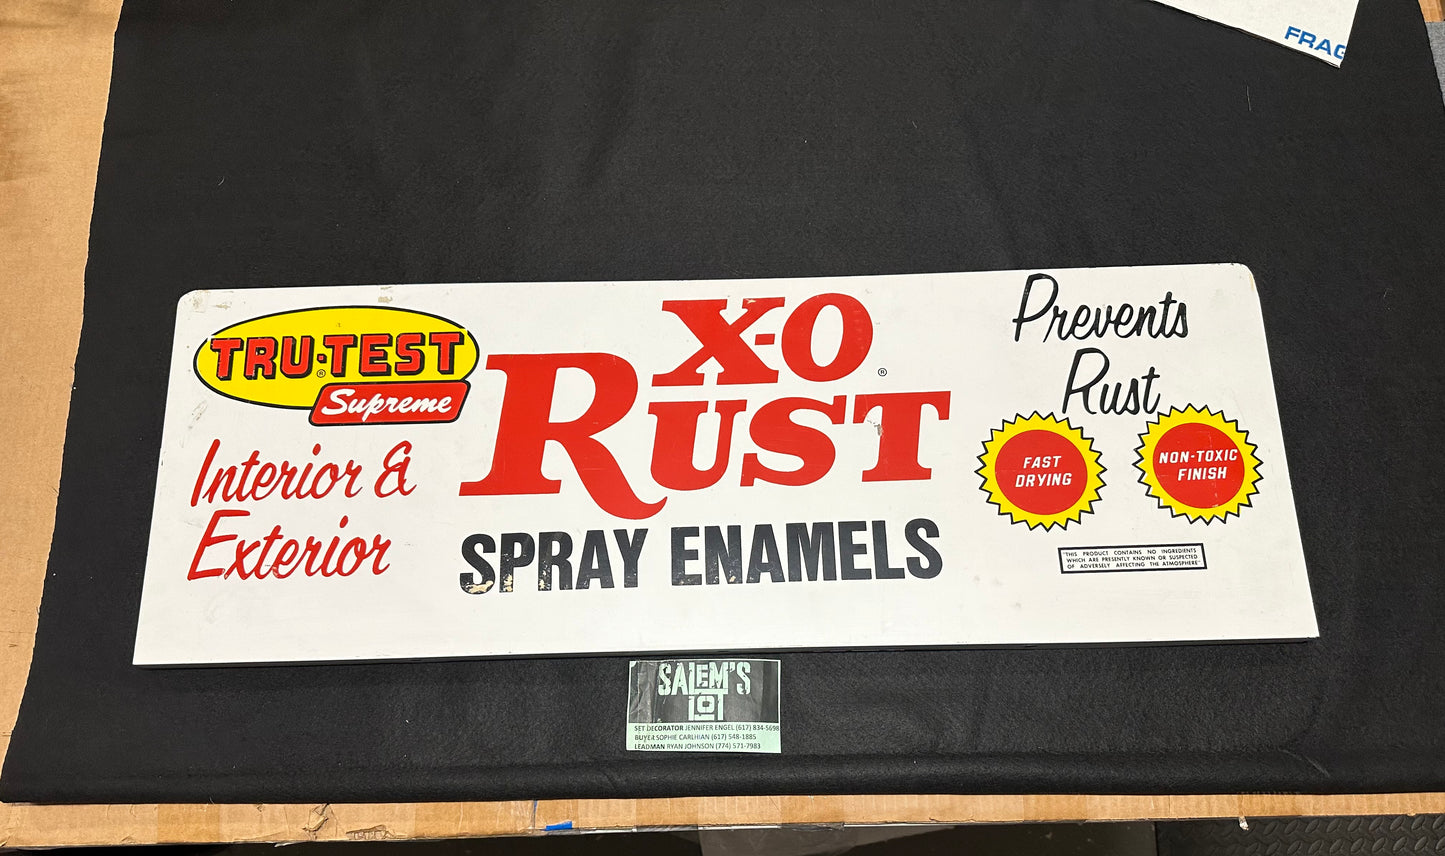 FRAG
TRU·TEST®
Supreme
Interior &
Exterior
X-O
RUST®
SPRAY ENAMELS
Prevents
Rust
FAST
DRYING
NON-TOXIC
FINISH
"THIS PRODUCT CONTAINS NO INGREDIENTS
WHICH ARE PRESENTLY KNOWN OR SUSPECTED
OF ADVERSELY AFFECTING THE ATMOSPHERE"
SALEM'S
LOT
SET DECORATOR JENNIFER ENGEL (617) 834-5698
BUYER SOPHIE CARLHIAN (617) 548-1885
LEADMAN RYAN JOHNSON (774) 571-7983